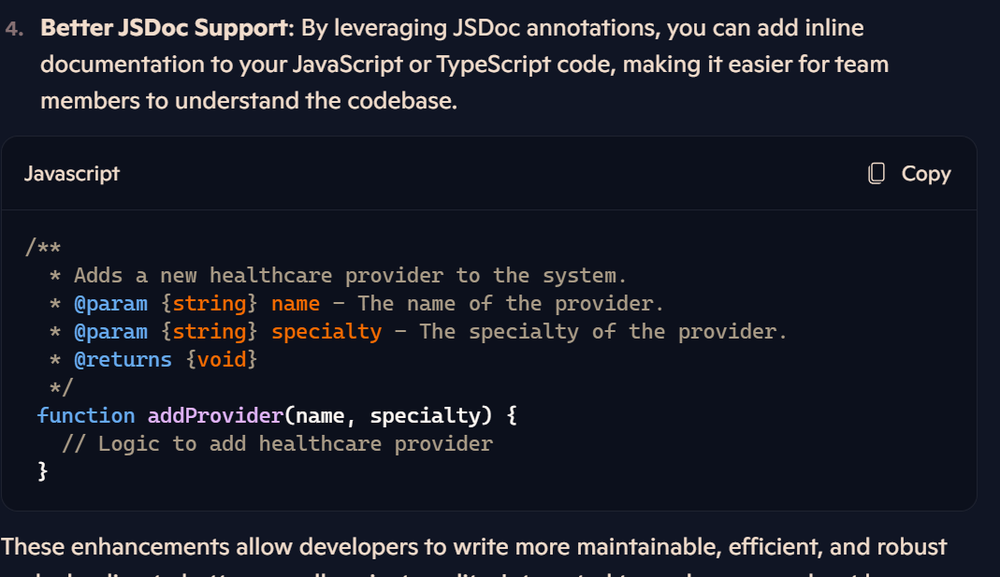 4. Better JSDoc Support: By leveraging JSDoc annotations, you can add inline
documentation to your JavaScript or TypeScript code, making it easier for team
members to understand the codebase.
Javascript Copy
/**
* Adds a new healthcare provider to the system.
* @param {string} name - The name of the provider.
* @param {string} specialty - The specialty of the provider.
* @returns {void}
*/
function addProvider(name, specialty) {
// Logic to add healthcare provider
}
These enhancements allow developers to write more maintainable, efficient, and robust